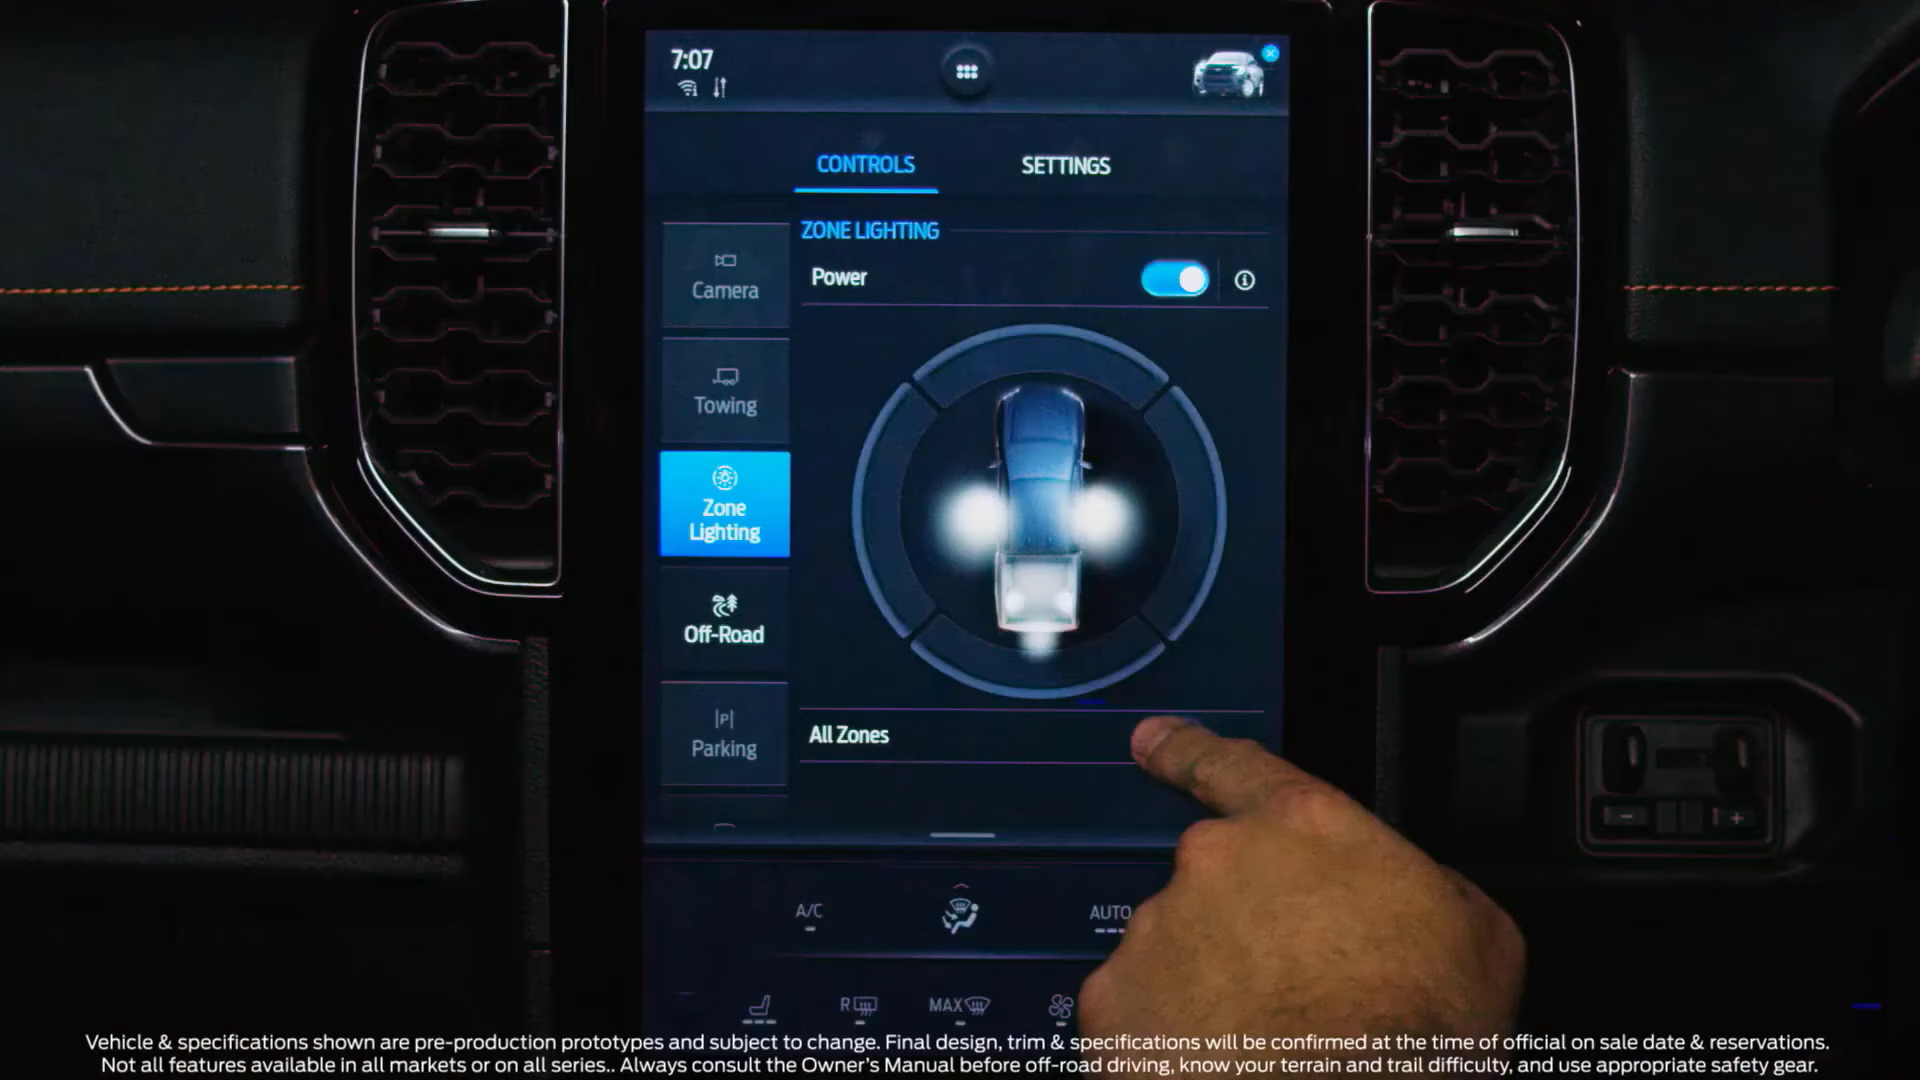 7:07
CONTROLS
SETTINGS
ZONE LIGHTING
Power
Camera
Towing
Zone
Lighting
Off-Road
P
Parking
All Zones
A/C
AUTO
R
MAX
- +
Vehicle & specifications shown are pre-production prototypes and subject to change. Final design, trim & specifications will be confirmed at the time of official on sale date & reservations.
Not all features available in all markets or on all series.. Always consult the Owner's Manual before off-road driving, know your terrain and trail difficulty, and use appropriate safety gear.